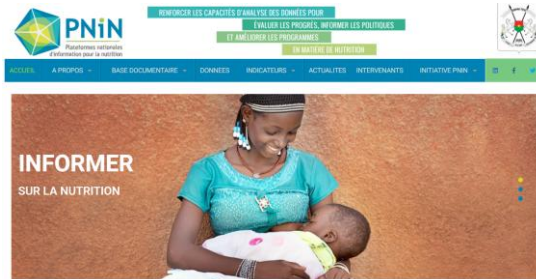 PNIN
Plateformes nationales
d'information pour la nutrition
RENFORCER LES CAPACITÉS D'ANALYSE DES DONNÉES POUR
ÉVALUER LES PROGRÈS, INFORMER LES POLITIQUES
ET AMÉLIORER LES PROGRAMMES
EN MATIÈRE DE NUTRITION
ACCUEIL
A PROPOS
BASE DOCUMENTAIRE
DONNEES
INDICATEURS
ACTUALITES
INTERVENANTS
INITIATIVE PNIN
INFORMER
SUR LA NUTRITION